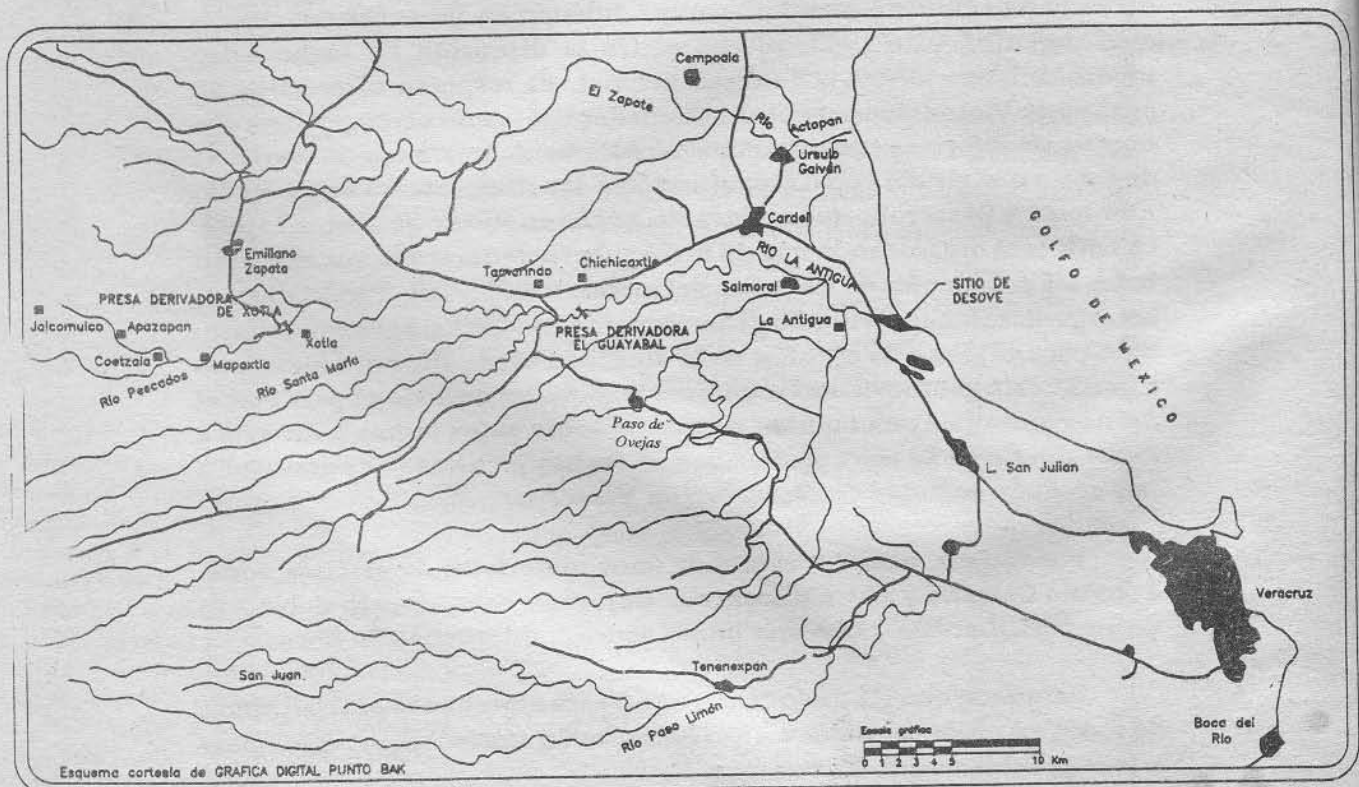 Cempoala
El Zapote
RÍO
Actopan
Ursulo
Galván
Cardel
Emiliano
Zapata
Tamarindo
Chichicaxtle
RIO LA ANTIGUA
GOLFO DE MEXICO
Salmoral
SITIO DE
DESOVE
PRESA DERIVADORA
DE XOTLA
Jalcomulco
Apazapan
Xotla
PRESA DERIVADORA
EL GUAYABAL
La Antigua
Coetzala
Mapaxtla
Río Pescados
Río Santa María
Paso de
Ovejas
L. San Julian
Veracruz
San Juan
Tenenexpan
Río Paso Limón
Boca del
Río
Escala gráfica
0 1 2 3 4 5 10 Km
Esquema cortesía de GRAFICA DIGITAL PUNTO BAK